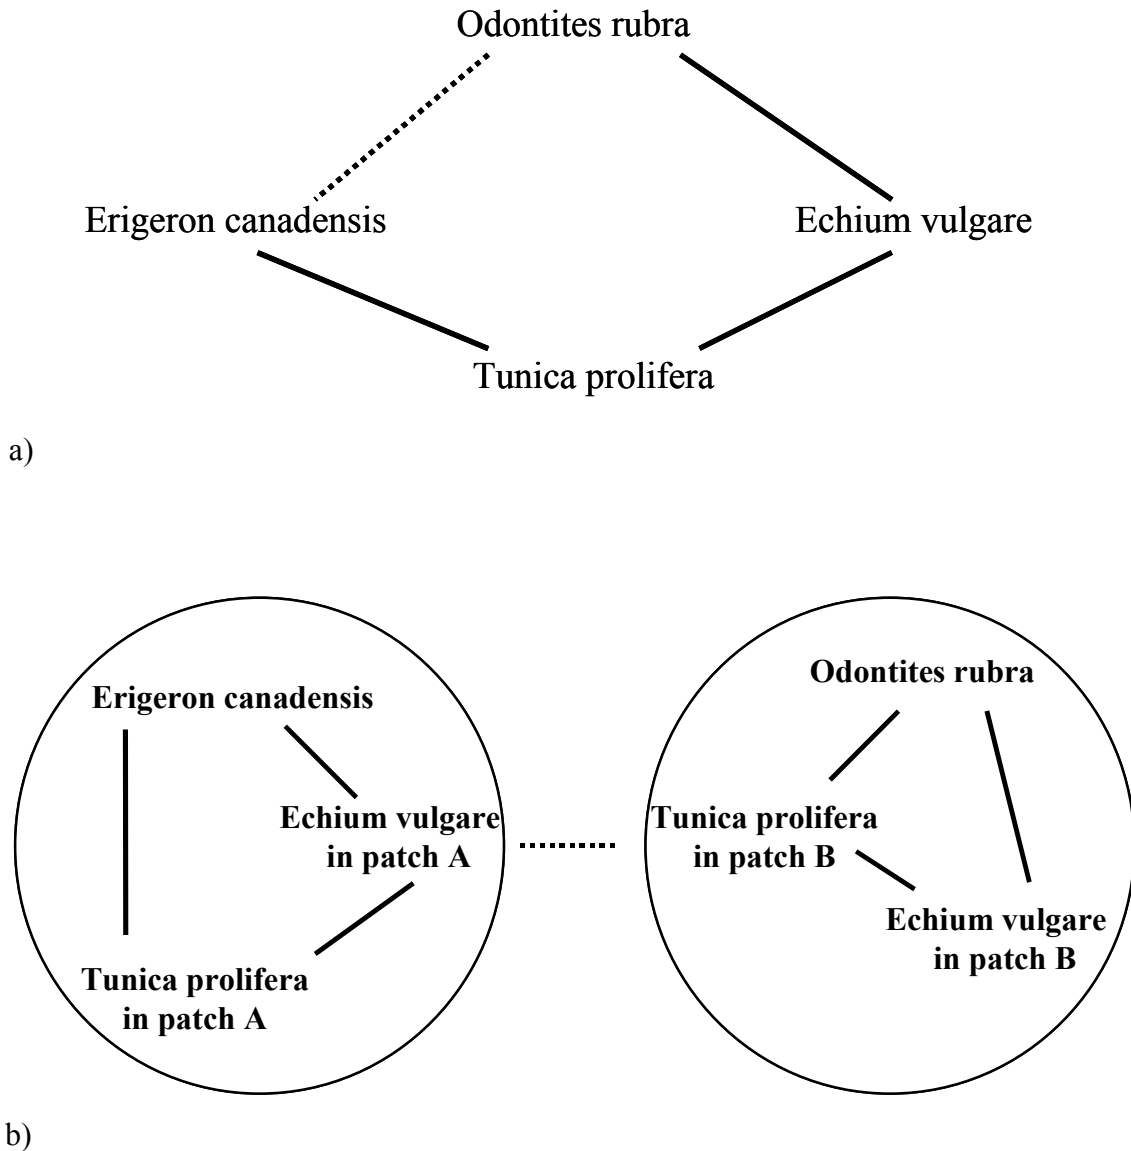 Odontites rubra
Erigeron canadensis
Echium vulgare
Tunica prolifera
a)
Erigeron canadensis
Echium vulgare
in patch A
Tunica prolifera
in patch A
Odontites rubra
Tunica prolifera
in patch B
Echium vulgare
in patch B
b)